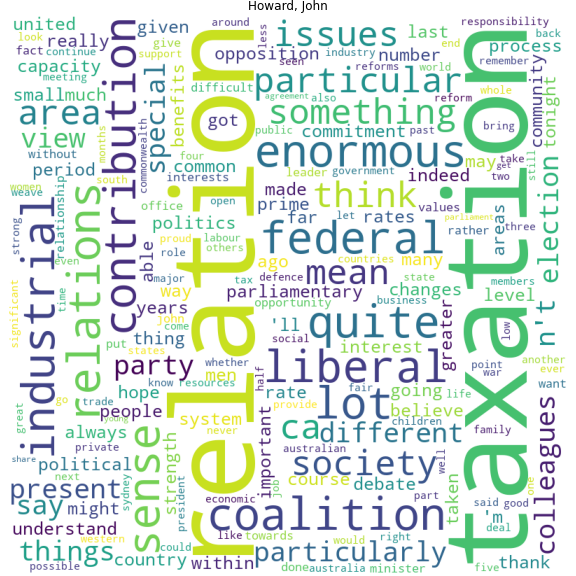 Howard, John
united
really
given
around
less
issues
last
responsibility
look
fact
continue
give
support
opposition
seen
industry
number
end
process
back
remember
capacity
meeting
difficult
reforms
world
reform
whole
small
much
special
benefits
particular
area
contribution
got
agreement
also
something
community
tonight
view
months
commonwealth
public
commitment
past
bring
without
four
common
enormous
may
take
still
period
south
interests
leader
government
indeed
get
two
women
weave
relationship
office
open
made
think
values
parliament
strong
industrial
relations
politics
prime
far
let
rates
rather
areas
three
election
n't
even
proud
labour
others
federal
role
able
ago
defence
mean
countries
many
major
way
tax
parliamentary
state
changes
members
level
significant
time
years
john
opportunity
business
come
'll
quite
greater
low
put
states
thing
social
interest
another
ever
party
whether
men
half
liberal
point
war
want
great
go
trade
hope
know
resources
rate
fair
going
life
people
young
system
lot
provide
believe
always
never
ca
children
family
private
sense
strength
important
different
australian
share
political
president
course
society
debate
well
colleagues
next
sydney
economic
job
part
taken
one
present
relation
taxation
say
might
coalition
said
good
'm
deal
understand
like
towards
western
could
would
right
things
country
particularly
thank
possible
within
done
australia
minister
five